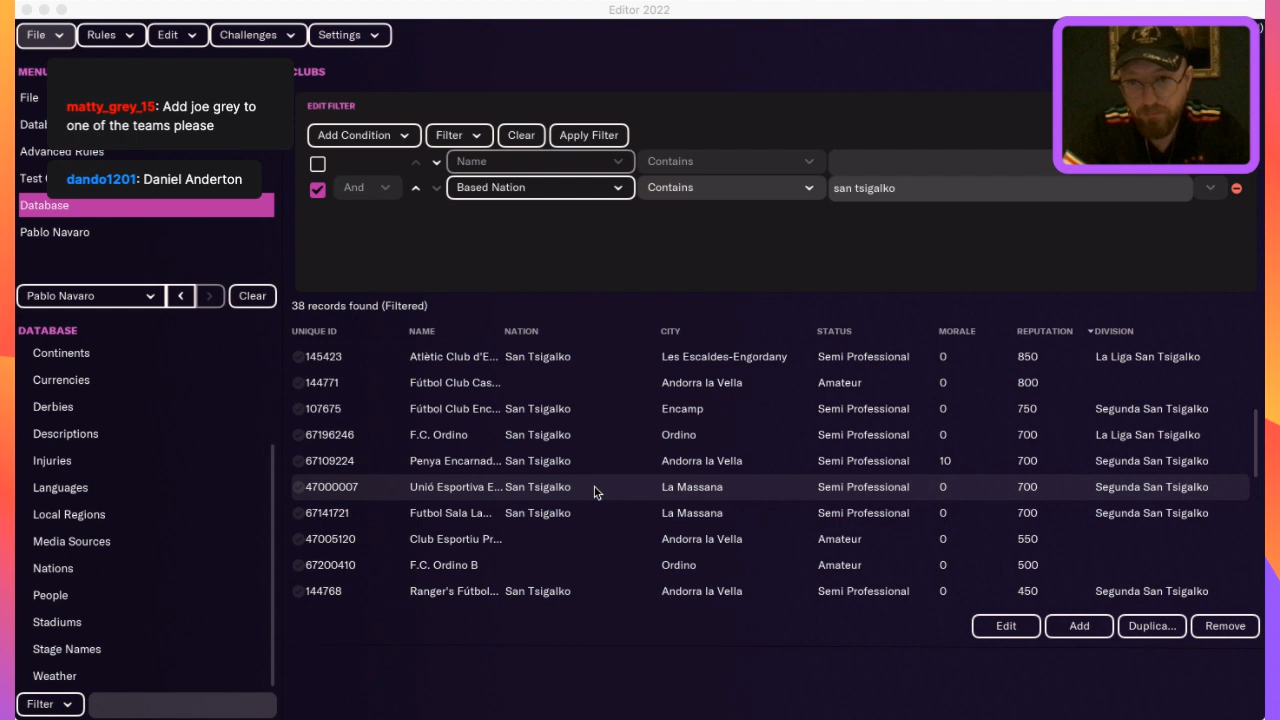 Editor 2022
File Rules Edit Challenges Settings
CLUBS
File
matty_grey_15: Add joe grey to
one of the teams please
Advanced Rules
dando1201: Daniel Anderton
Database
Pablo Navaro
EDIT FILTER
Add Condition Filter Clear Apply Filter
Name Contains
And Based Nation Contains san tsigalko
Pablo Navaro Clear
DATABASE
Continents
Currencies
Derbies
Descriptions
Injuries
Languages
Local Regions
Media Sources
Nations
People
Stadiums
Stage Names
Weather
Filter
38 records found (Filtered)
UNIQUE ID NAME NATION CITY STATUS MORALE REPUTATION DIVISION
145423 Atlètic Club d'E... San Tsigalko Les Escaldes-Engordany Semi Professional 0 850 La Liga San Tsigalko
144771 Fútbol Club Cas... Andorra la Vella Amateur 0 800
107675 Fútbol Club Enc... San Tsigalko Encamp Semi Professional 0 750 Segunda San Tsigalko
67196246 F.C. Ordino San Tsigalko Ordino Semi Professional 0 700 La Liga San Tsigalko
67109224 Penya Encarnad... San Tsigalko Andorra la Vella Semi Professional 10 700 Segunda San Tsigalko
47000007 Unió Esportiva E... San Tsigalko La Massana Semi Professional 0 700 Segunda San Tsigalko
67141721 Futbol Sala La... San Tsigalko La Massana Semi Professional 0 700 Segunda San Tsigalko
47005120 Club Esportiu Pr... Andorra la Vella Amateur 0 550
67200410 F.C. Ordino B Ordino Amateur 0 500
144768 Ranger's Fútbol... San Tsigalko Andorra la Vella Semi Professional 0 450 Segunda San Tsigalko
Edit Add Duplica... Remove